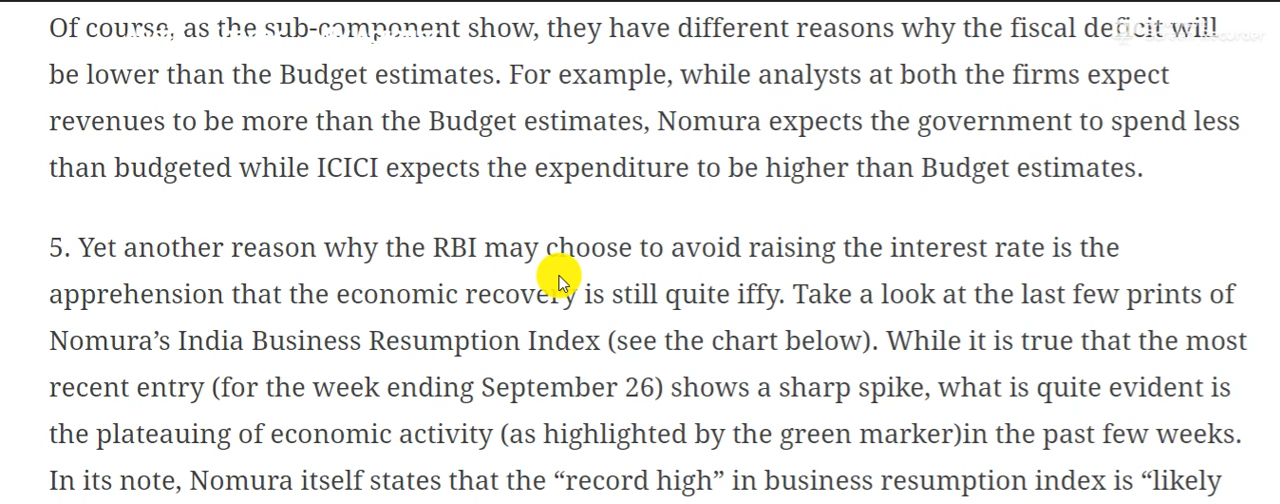 Of course, as the sub-component show, they have different reasons why the fiscal deficit will
be lower than the Budget estimates. For example, while analysts at both the firms expect
revenues to be more than the Budget estimates, Nomura expects the government to spend less
than budgeted while ICICI expects the expenditure to be higher than Budget estimates.
5. Yet another reason why the RBI may choose to avoid raising the interest rate is the
apprehension that the economic recovery is still quite iffy. Take a look at the last few prints of
Nomura’s India Business Resumption Index (see the chart below). While it is true that the most
recent entry (for the week ending September 26) shows a sharp spike, what is quite evident is
the plateauing of economic activity (as highlighted by the green marker)in the past few weeks.
In its note, Nomura itself states that the “record high” in business resumption index is “likely